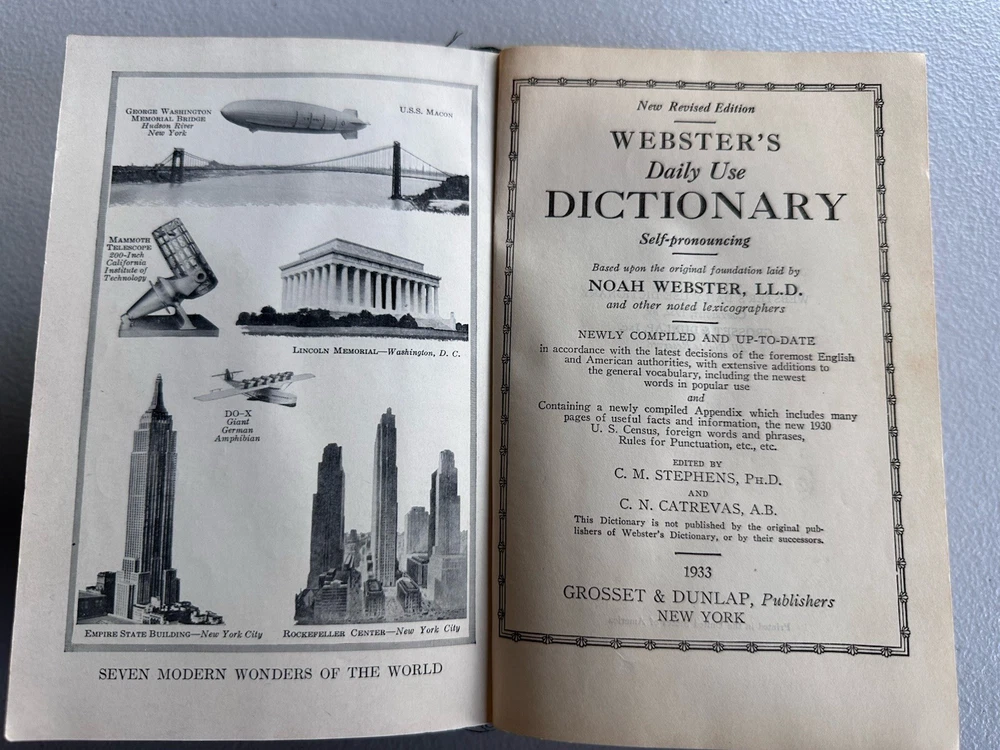 GEORGE WASHINGTON
MEMORIAL BRIDGE
Hudson River
New York
U.S.S. MACON
MAMMOTH
TELESCOPE
200-Inch
California
Institute of
Technology
LINCOLN MEMORIAL—Washington, D. C.
DO-X
Giant
German
Amphibian
EMPIRE STATE BUILDING—New York City
ROCKEFELLER CENTER—New York City
SEVEN MODERN WONDERS OF THE WORLD
New Revised Edition
WEBSTER'S
Daily Use
DICTIONARY
Self-pronouncing
Based upon the original foundation laid by
NOAH WEBSTER, LL.D.
and other noted lexicographers
NEWLY COMPILED AND UP-TO-DATE
in accordance with the latest decisions of the foremost English
and American authorities, with extensive additions to
the general vocabulary, including the newest
words in popular use
and
Containing a newly compiled Appendix which includes many
pages of useful facts and information, the new 1930
U. S. Census, foreign words and phrases,
Rules for Punctuation, etc., etc.
EDITED BY
C. M. STEPHENS, PH.D.
AND
C. N. CATREVAS, A.B.
This Dictionary is not published by the original pub-
lishers of Webster's Dictionary, or by their successors.
1933
GROSSET & DUNLAP, Publishers
NEW YORK